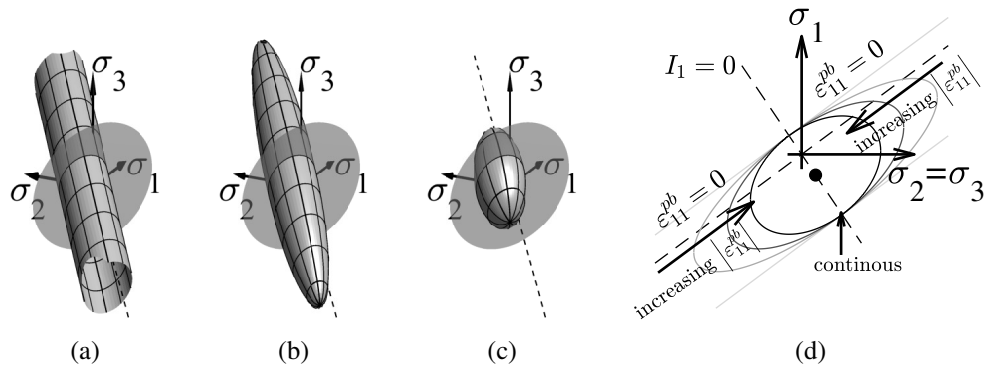 σ3
σ2
σ1
(a)
σ3
σ2
σ1
(b)
σ3
σ2
σ1
(c)
σ1
I1 = 0
ε11^pb = 0
increasing |ε11^pb|
σ2=σ3
ε11^pb = 0
increasing |ε11^pb|
continous
(d)